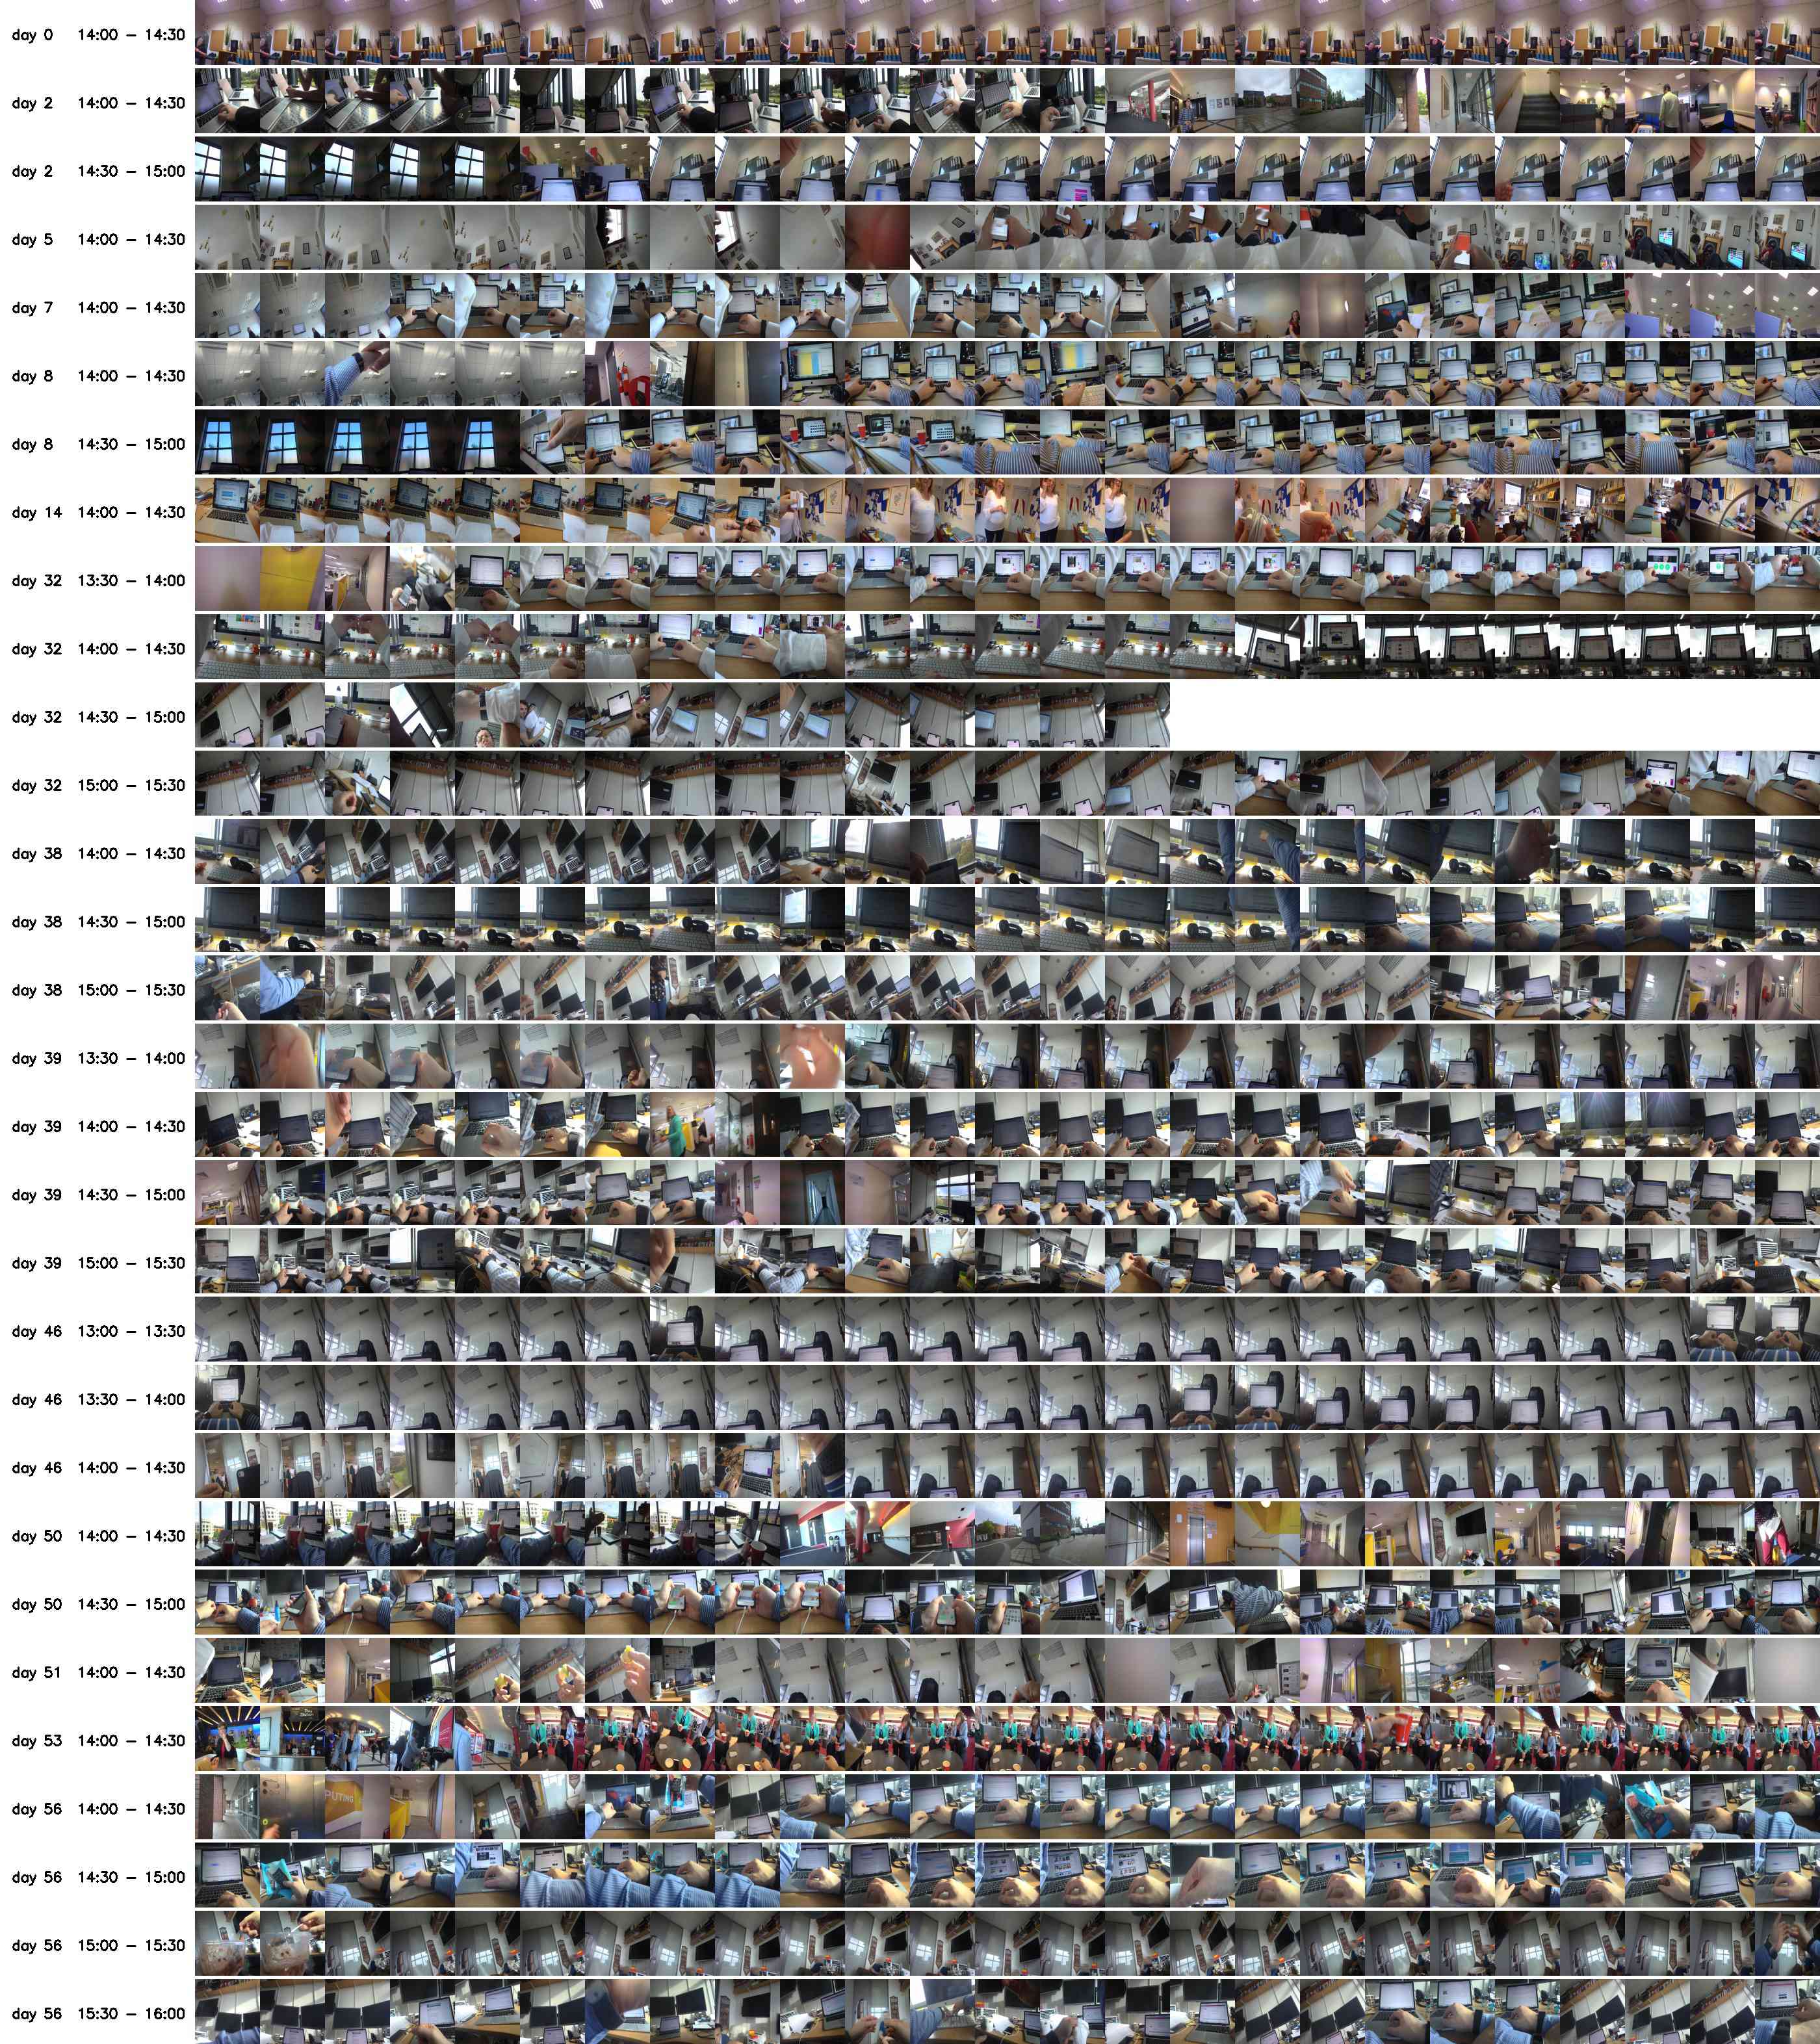 day 0 14:00 – 14:30
day 2 14:00 – 14:30
day 2 14:30 – 15:00
day 5 14:00 – 14:30
day 7 14:00 – 14:30
day 8 14:00 – 14:30
day 8 14:30 – 15:00
day 14 14:00 – 14:30
day 32 13:30 – 14:00
day 32 14:00 – 14:30
day 32 14:30 – 15:00
day 32 15:00 – 15:30
day 38 14:00 – 14:30
day 38 14:30 – 15:00
day 38 15:00 – 15:30
day 39 13:30 – 14:00
day 39 14:00 – 14:30
day 39 14:30 – 15:00
day 39 15:00 – 15:30
day 46 13:00 – 13:30
day 46 13:30 – 14:00
day 46 14:00 – 14:30
day 50 14:00 – 14:30
day 50 14:30 – 15:00
day 51 14:00 – 14:30
day 53 14:00 – 14:30
day 56 14:00 – 14:30
PUTING
day 56 14:30 – 15:00
day 56 15:00 – 15:30
day 56 15:30 – 16:00